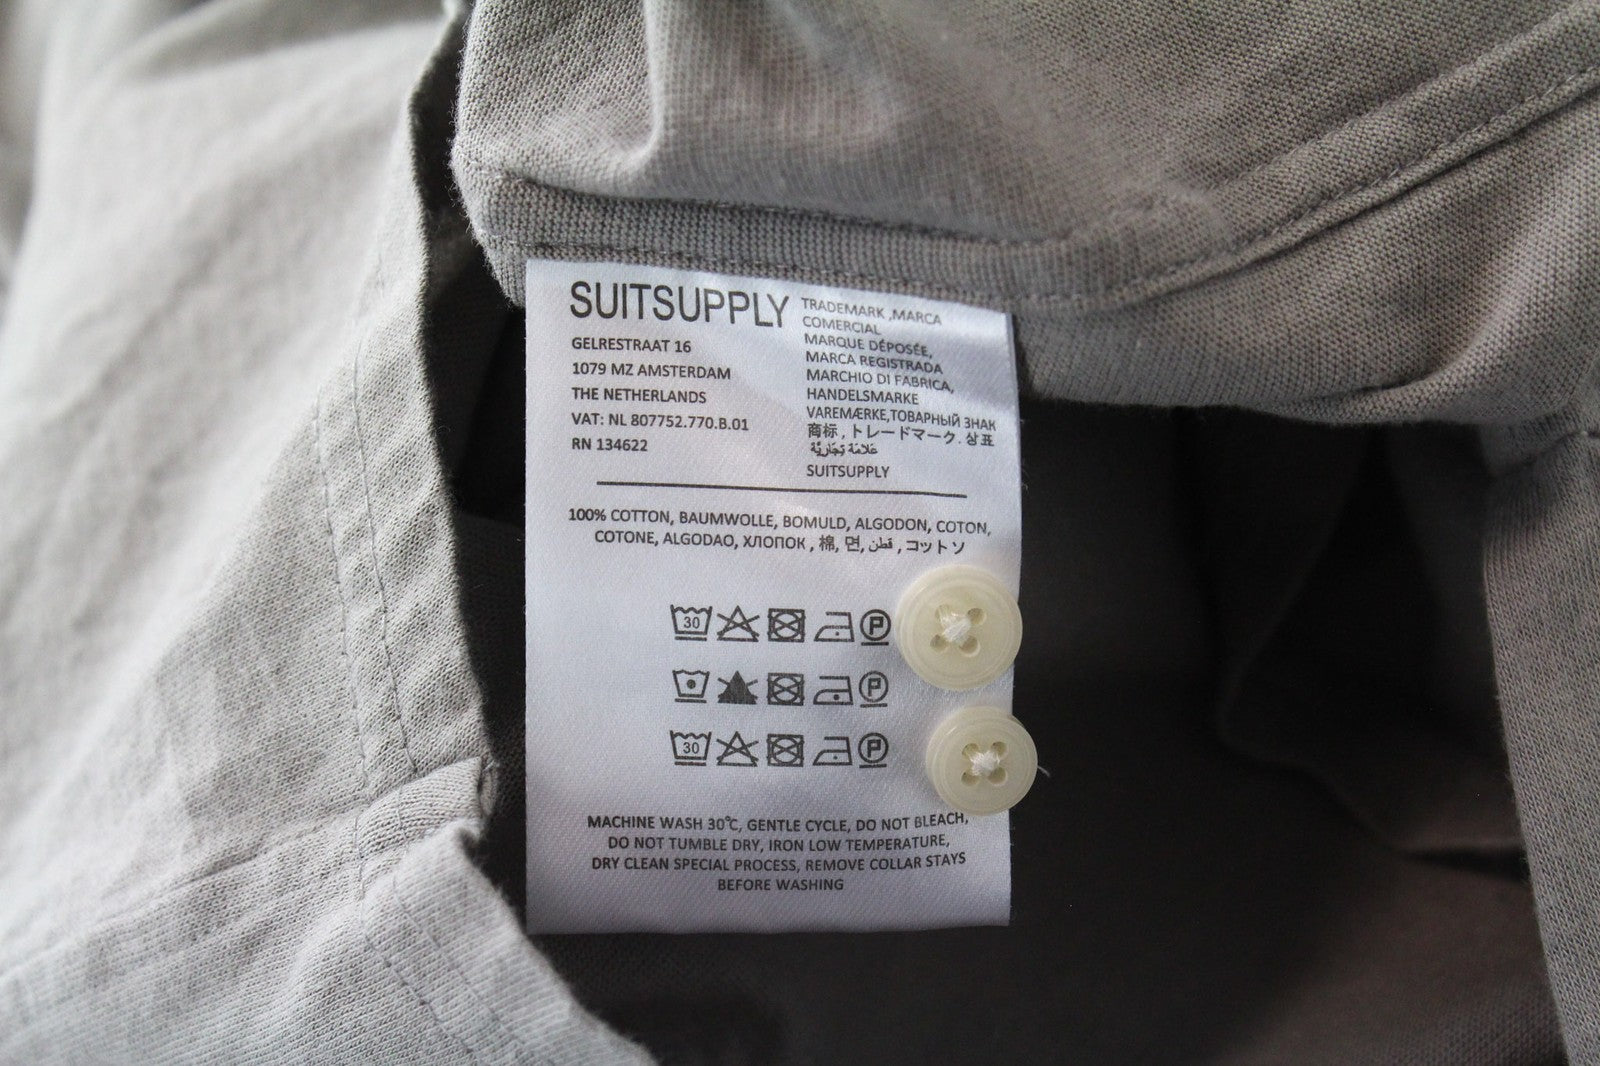 SUITSUPPLY
GELRESTRAAT 16
1079 MZ AMSTERDAM
THE NETHERLANDS
VAT: NL 807752.770.B.01
RN 134622
TRADEMARK ,MARCA
COMERCIAL
MARQUE DÉPOSÉE,
MARCA REGISTRADA
MARCHIO DI FABRICA,
HANDELSMARKE
VAREMÆRKE,ТОВАРНЫЙ ЗНАК
商标 , トレードマーク. 상표
عَلامَة تِجَارِيَّة
SUITSUPPLY
100% COTTON, BAUMWOLLE, BOMULD, ALGODON, COTON,
COTONE, ALGODAO, ХЛОПОК , 棉, 면, قطن , コットソ
30 P
P
30 P
MACHINE WASH 30℃, GENTLE CYCLE, DO NOT BLEACH,
DO NOT TUMBLE DRY, IRON LOW TEMPERATURE,
DRY CLEAN SPECIAL PROCESS, REMOVE COLLAR STAYS
BEFORE WASHING